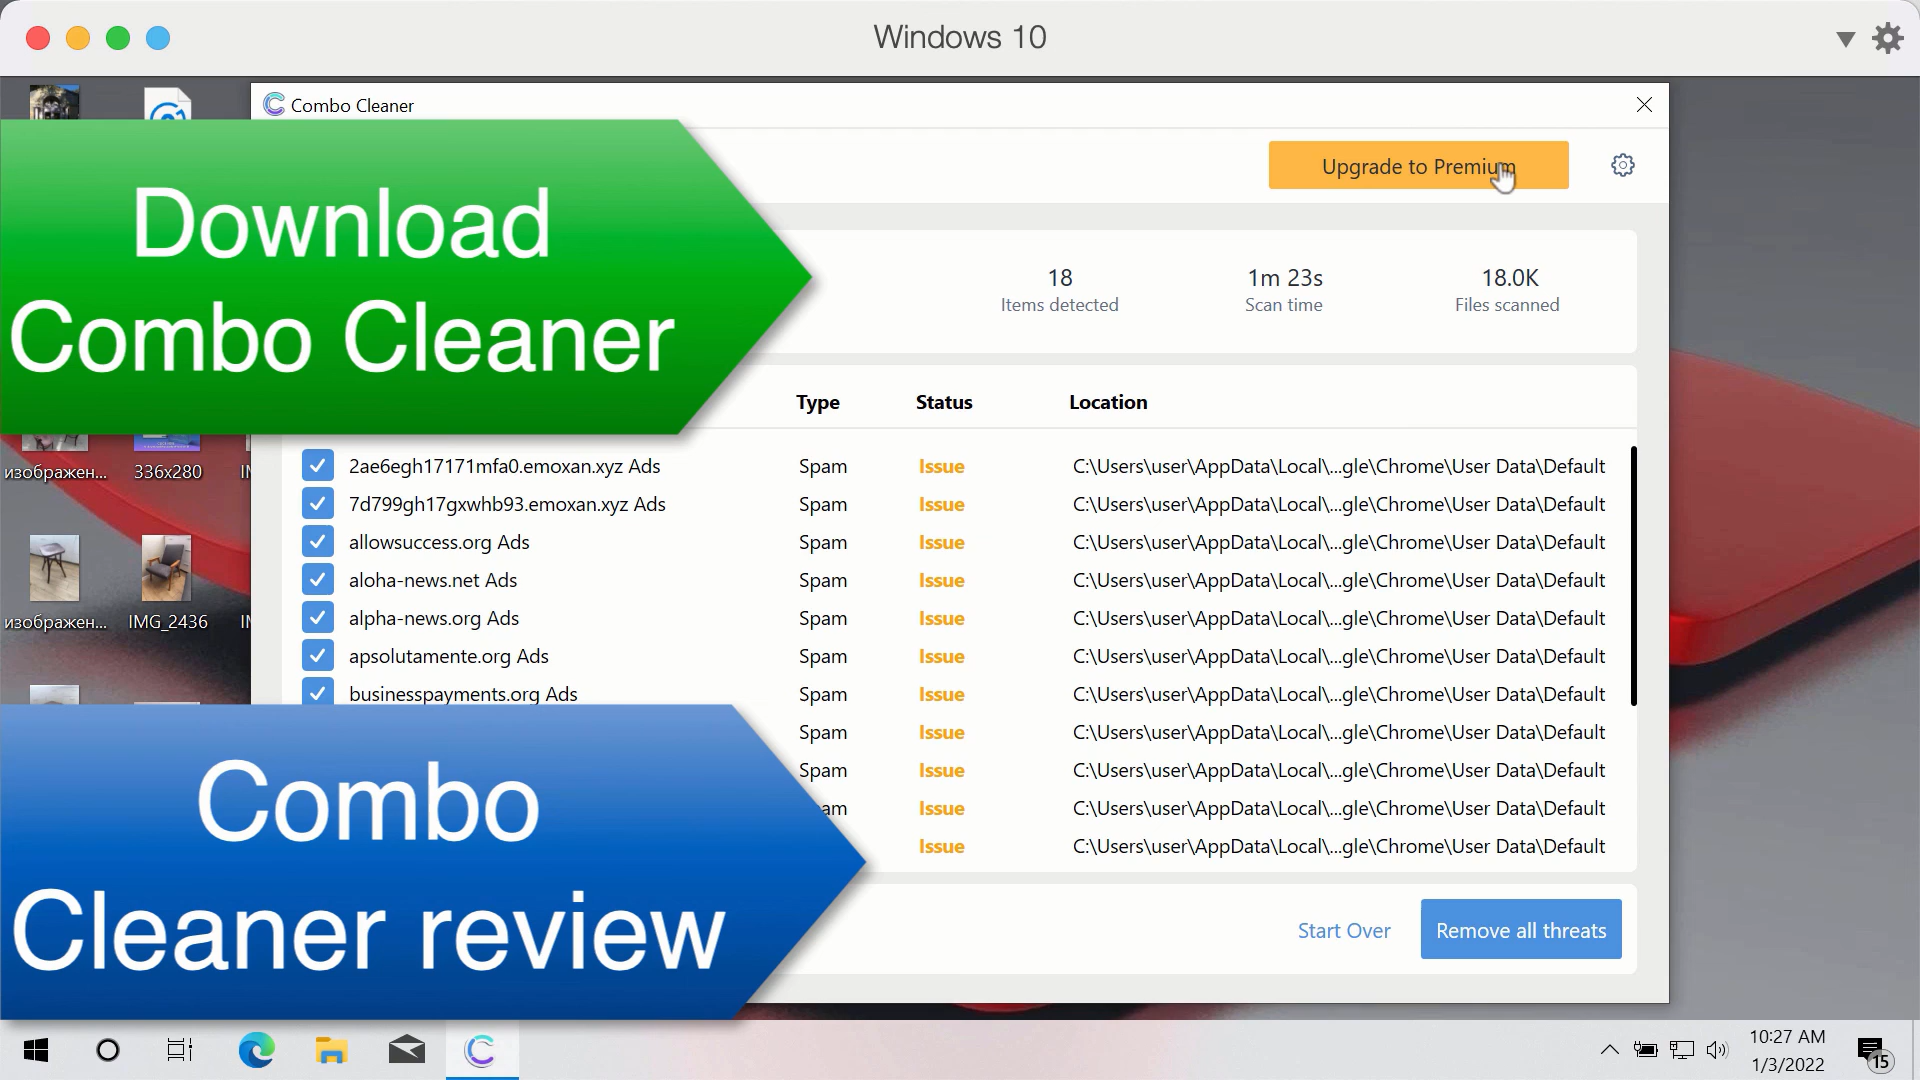 Windows 10
Combo Cleaner
Upgrade to Premium
Download
Combo Cleaner
18
Items detected
1m 23s
Scan time
18.0K
Files scanned
Type Status Location
2ae6egh17171mfa0.emoxan.xyz Ads Spam Issue C:\Users\user\AppData\Local\...gle\Chrome\User Data\Default
7d799gh17gxwhb93.emoxan.xyz Ads Spam Issue C:\Users\user\AppData\Local\...gle\Chrome\User Data\Default
allowsuccess.org Ads Spam Issue C:\Users\user\AppData\Local\...gle\Chrome\User Data\Default
aloha-news.net Ads Spam Issue C:\Users\user\AppData\Local\...gle\Chrome\User Data\Default
alpha-news.org Ads Spam Issue C:\Users\user\AppData\Local\...gle\Chrome\User Data\Default
apsolutamente.org Ads Spam Issue C:\Users\user\AppData\Local\...gle\Chrome\User Data\Default
businesspayments.org Ads Spam Issue C:\Users\user\AppData\Local\...gle\Chrome\User Data\Default
Spam Issue C:\Users\user\AppData\Local\...gle\Chrome\User Data\Default
Spam Issue C:\Users\user\AppData\Local\...gle\Chrome\User Data\Default
am Issue C:\Users\user\AppData\Local\...gle\Chrome\User Data\Default
Issue C:\Users\user\AppData\Local\...gle\Chrome\User Data\Default
изображен... 336x280
изображен... IMG_2436
Combo
Cleaner review
Start Over Remove all threats
10:27 AM
1/3/2022
15